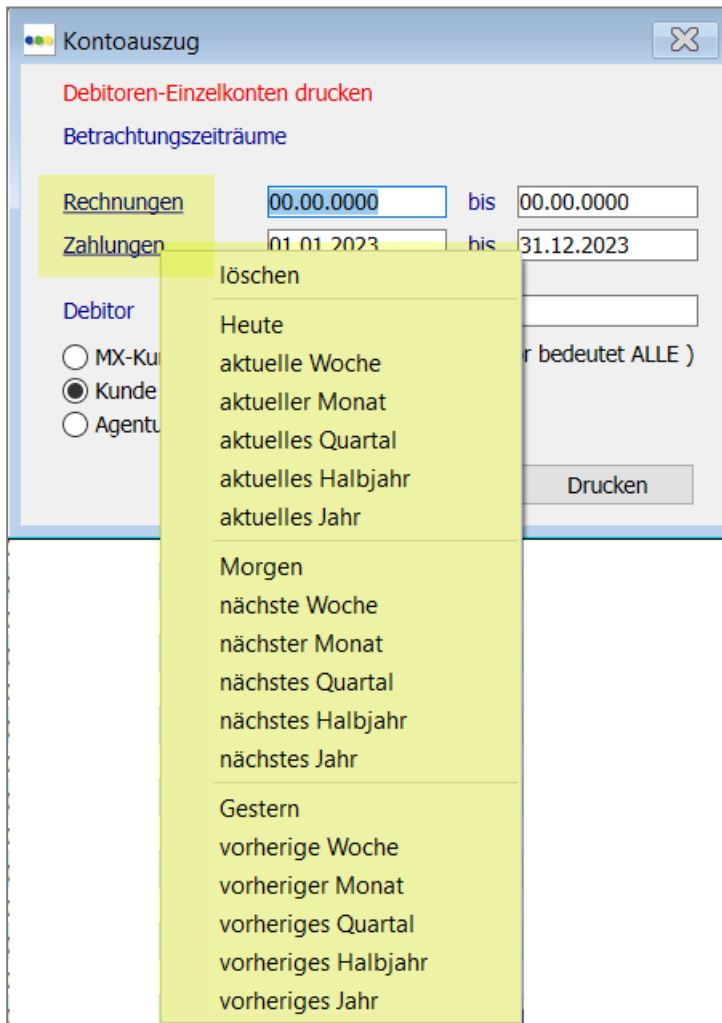 Kontoauszug
Debitoren-Einzelkonten drucken
Betrachtungszeiträume
Rechnungen 00.00.0000 bis 00.00.0000
Zahlungen 01.01.2023 bis 31.12.2023
löschen
Debitor
Heute
bedeutet ALLE )
aktuelle Woche
Kunde
aktueller Monat
aktuelles Quartal
aktuelles Halbjahr
Drucken
aktuelles Jahr
Morgen
nächste Woche
nächster Monat
nächstes Quartal
nächstes Halbjahr
nächstes Jahr
Gestern
vorherige Woche
vorheriger Monat
vorheriges Quartal
vorheriges Halbjahr
vorheriges Jahr